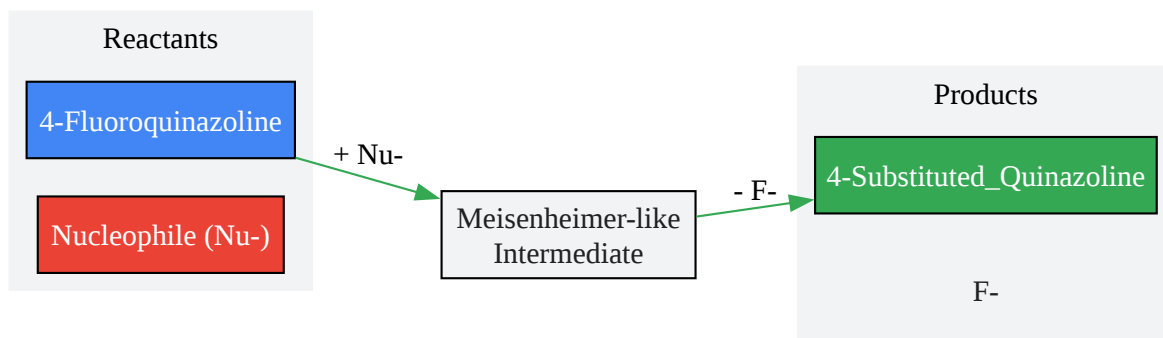 Reactants
4-Fluoroquinazoline
Nucleophile (Nu-)
+ Nu-
Meisenheimer-like
Intermediate
- F-
Products
4-Substituted_Quinazoline
F-